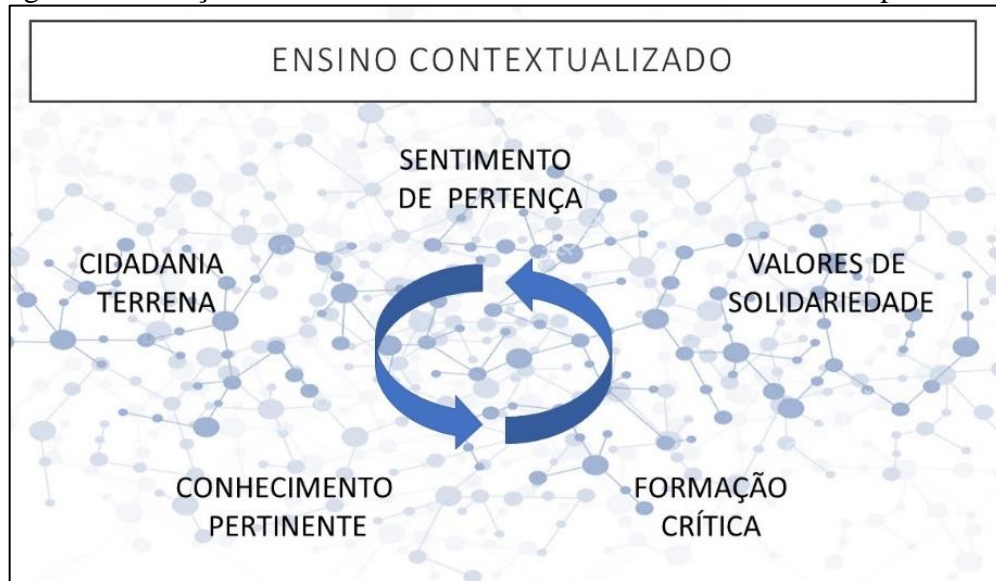 ENSINO CONTEXTUALIZADO
SENTIMENTO
DE PERTENÇA
CIDADANIA
TERRENA
VALORES DE
SOLIDARIEDADE
CONHECIMENTO
PERTINENTE
FORMAÇÃO
CRÍTICA